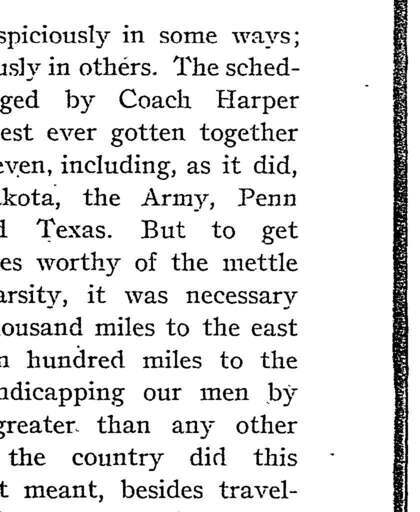 spiciously in some ways;
usly in others. The sched-
ged by Coach Harper
est ever gotten together
even, including, as it did,
akota, the Army, Penn
d Texas. But to get
es worthy of the mettle
arsity, it was necessary
housand miles to the east
n hundred miles to the
ndicapping our men by
greater than any other
the country did this
t meant, besides travel-